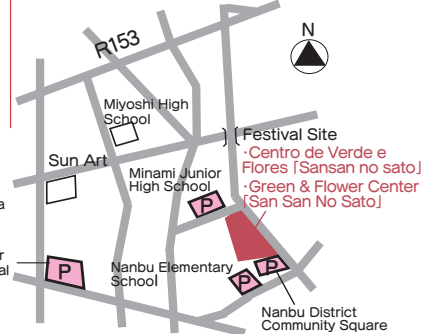 R153
N
Miyoshi High
School
Festival Site
・Centro de Verde e
Flores「Sansan no sato」
・Green & Flower Center
「San San No Sato」
Sun Art
Minami Junior
High School
P
P
Nanbu Elementary
School
P
P
Nanbu District
Community Square